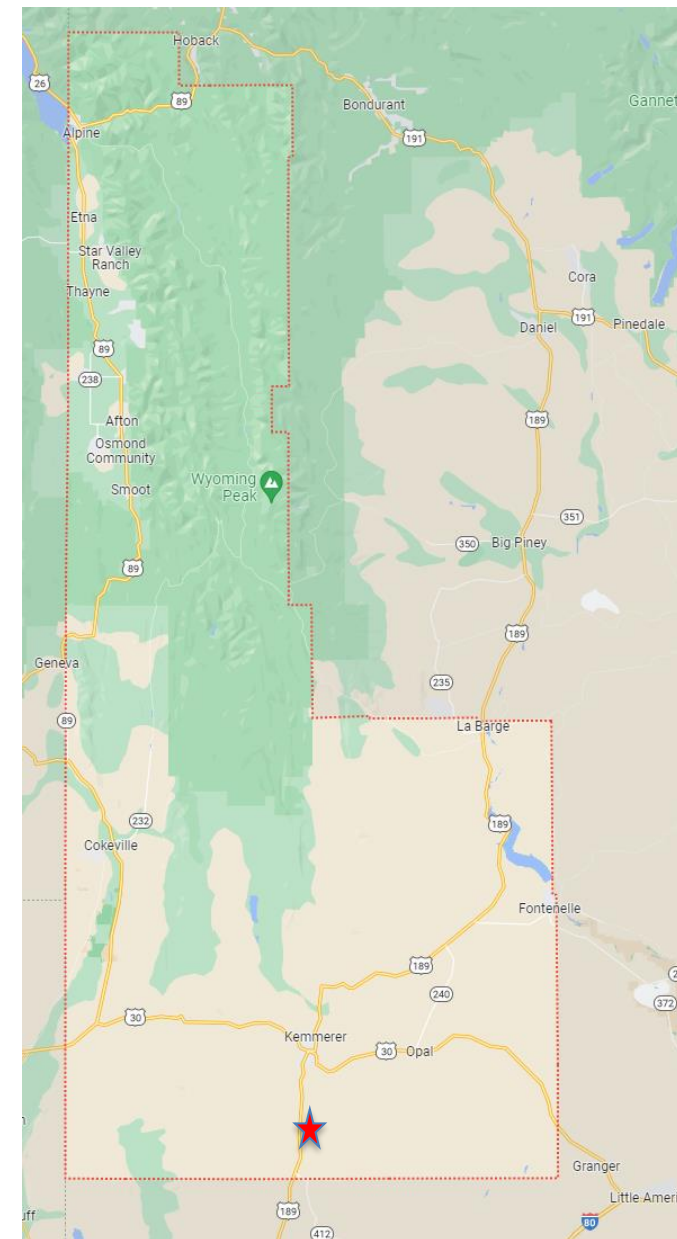 Hoback
26
89
Bondurant
Gannet
191
Alpine
Etna
Star Valley
Ranch
Cora
Thayne
191
Pinedale
Daniel
89
238
189
Afton
Osmond
Community
Wyoming
Peak
Smoot
351
350
Big Piney
89
189
Geneva
235
89
La Barge
232
189
Cokeville
Fontenelle
189
240
372
30
Kemmerer
30
Opal
Granger
Little Ameri
189
80
412